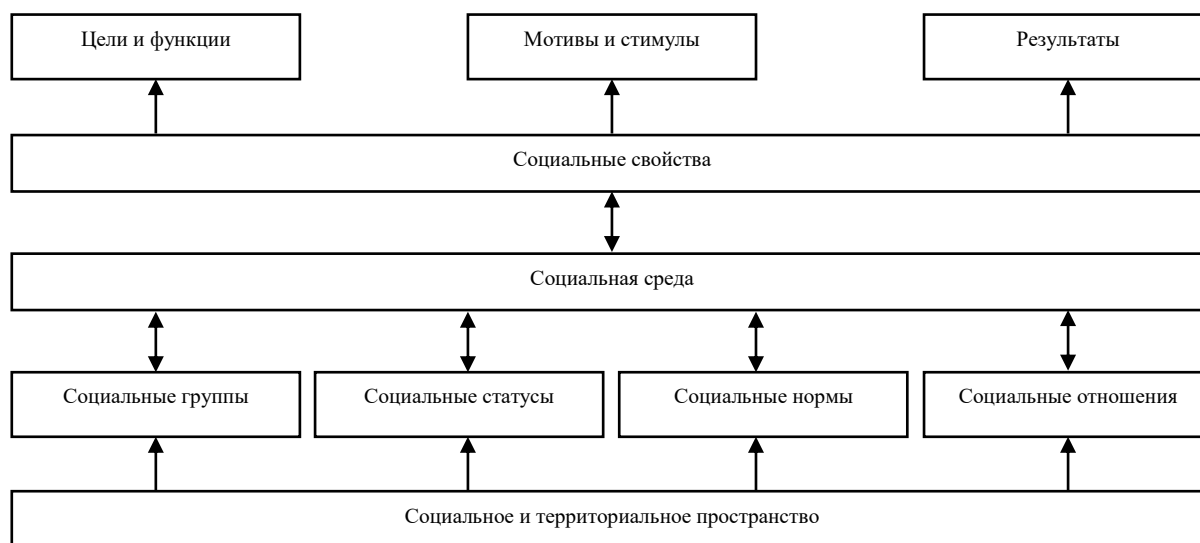 Цели и функции
Мотивы и стимулы
Результаты
Социальные свойства
Социальная среда
Социальные группы
Социальные статусы
Социальные нормы
Социальные отношения
Социальное и территориальное пространство